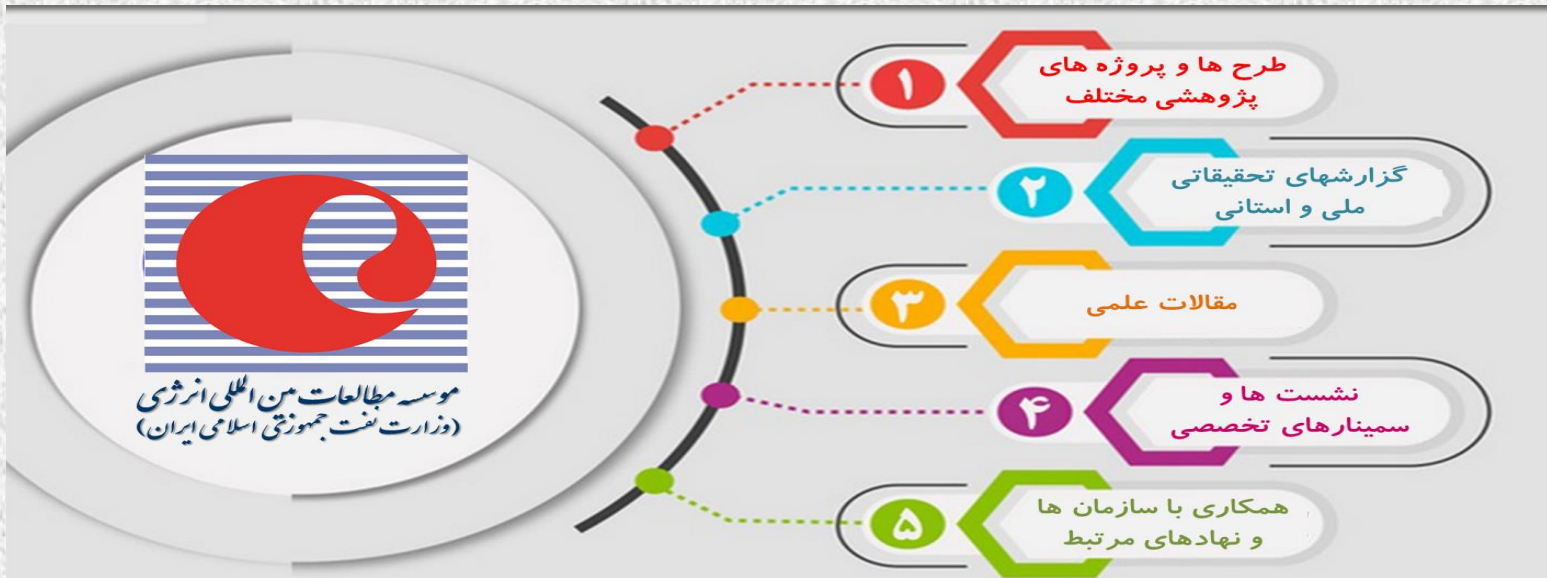 ۱
طرح ها و پروژه های
پژوهشی مختلف
۲
گزارشهای تحقیقاتی
ملی و استانی
۳
مقالات علمی
۴
نشست ها و
سمینارهای تخصصی
۵
همکاری با سازمان ها
و نهادهای مرتبط
موسسه مطالعات بین المللی انرژی
(وزارت نفت جمهوری اسلامی ایران)